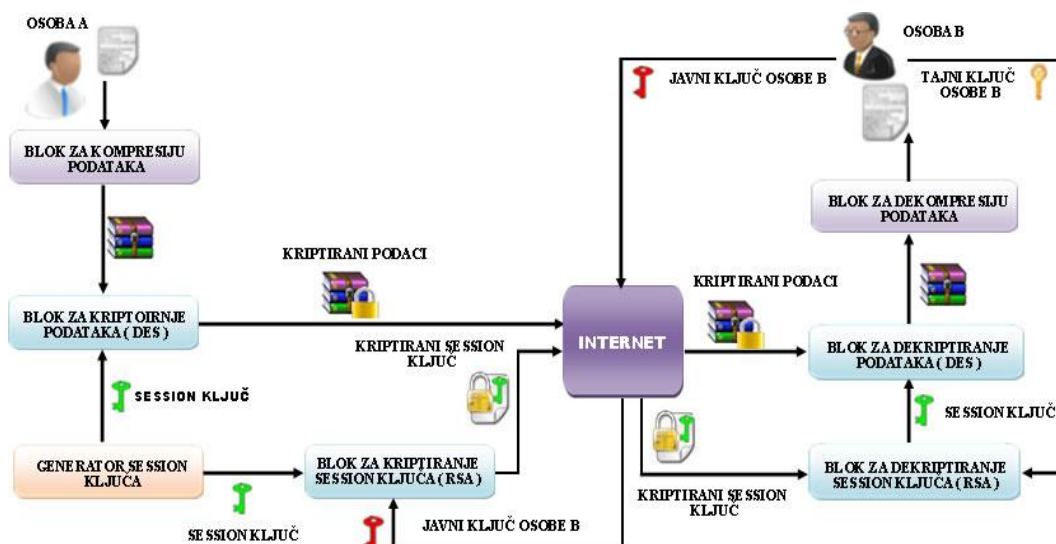 OSOBA A
OSOBA B
JAVNI KLJUČ OSOBE B
TAJNI KLJUČ
OSOBE B
BLOK ZA KOMPRESIJU
PODATAKA
BLOK ZA DEKOMPRESIJU
PODATAKA
KRIPTIRANI PODACI
KRIPTIRANI PODACI
BLOK ZA KRIPTOIRNJE
PODATAKA ( DES )
INTERNET
KRIPTIRANI SESSION
KLJUČ
BLOK ZA DEKRIPTIRANJE
PODATAKA ( DES )
SESSION KLJUČ
SESSION KLJUČ
GENERATOR SESSION
KLJUČA
BLOK ZA KRIPTIRANJE
SESSION KLJUČA ( RSA )
BLOK ZA DEKRIPTIRANJE
SESSION KLJUČA ( RSA )
KRIPTIRANI SESSION
KLJUČ
SESSION KLJUČ
JAVNI KLJUČ OSOBE B